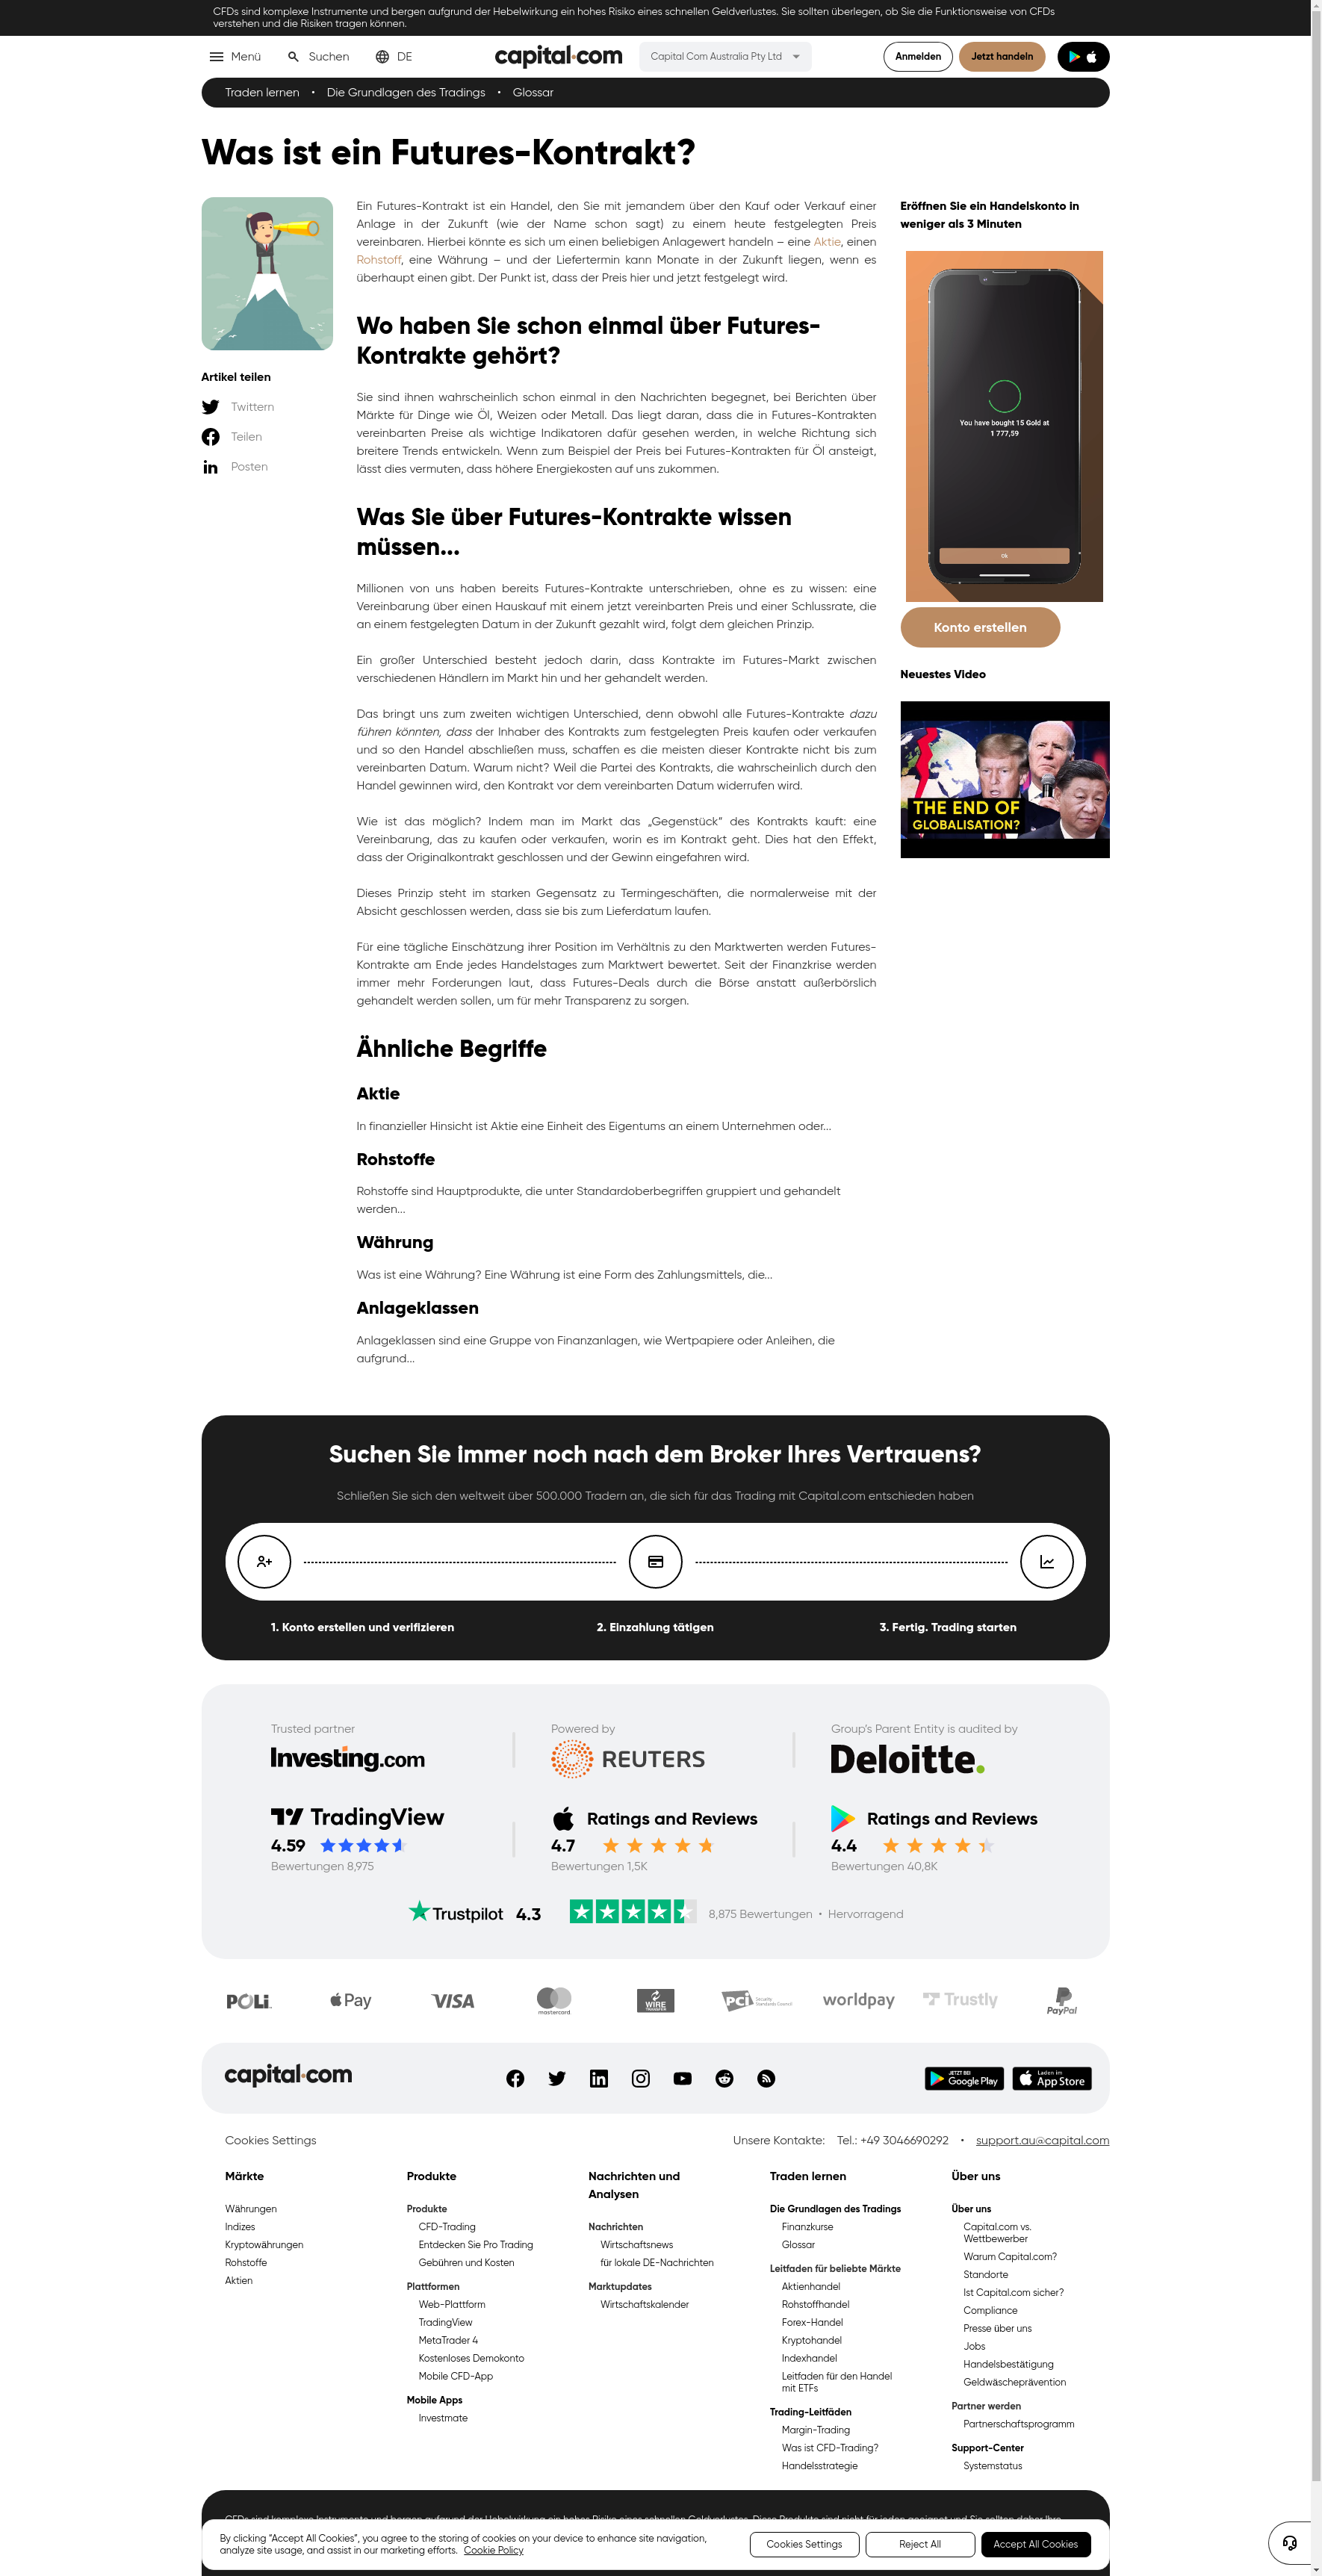 CFDs sind komplexe Instrumente und bergen aufgrund der Hebelwirkung ein hohes Risiko eines schnellen Geldverlustes. Sie sollten überlegen, ob Sie die Funktionsweise von CFDs
verstehen und die Risiken tragen können.
Menü
Suchen
DE
capital.com
Capital Com Australia Pty Ltd
Anmelden
Jetzt handeln
Traden lernen • Die Grundlagen des Tradings • Glossar
Was ist ein Futures-Kontrakt?
Artikel teilen
Twittern
Teilen
Posten
Ein Futures-Kontrakt ist ein Handel, den Sie mit jemandem über den Kauf oder Verkauf einer
Anlage in der Zukunft (wie der Name schon sagt) zu einem heute festgelegten Preis
vereinbaren. Hierbei könnte es sich um einen beliebigen Anlagewert handeln – eine Aktie, einen
Rohstoff, eine Währung – und der Liefertermin kann Monate in der Zukunft liegen, wenn es
überhaupt einen gibt. Der Punkt ist, dass der Preis hier und jetzt festgelegt wird.
Wo haben Sie schon einmal über Futures-
Kontrakte gehört?
Sie sind ihnen wahrscheinlich schon einmal in den Nachrichten begegnet, bei Berichten über
Märkte für Dinge wie Öl, Weizen oder Metall. Das liegt daran, dass die in Futures-Kontrakten
vereinbarten Preise als wichtige Indikatoren dafür gesehen werden, in welche Richtung sich
breitere Trends entwickeln. Wenn zum Beispiel der Preis bei Futures-Kontrakten für Öl ansteigt,
lässt dies vermuten, dass höhere Energiekosten auf uns zukommen.
Was Sie über Futures-Kontrakte wissen
müssen...
Millionen von uns haben bereits Futures-Kontrakte unterschrieben, ohne es zu wissen: eine
Vereinbarung über einen Hauskauf mit einem jetzt vereinbarten Preis und einer Schlussrate, die
an einem festgelegten Datum in der Zukunft gezahlt wird, folgt dem gleichen Prinzip.
Ein großer Unterschied besteht jedoch darin, dass Kontrakte im Futures-Markt zwischen
verschiedenen Händlern im Markt hin und her gehandelt werden.
Das bringt uns zum zweiten wichtigen Unterschied, denn obwohl alle Futures-Kontrakte dazu
führen könnten, dass der Inhaber des Kontrakts zum festgelegten Preis kaufen oder verkaufen
und so den Handel abschließen muss, schaffen es die meisten dieser Kontrakte nicht bis zum
vereinbarten Datum. Warum nicht? Weil die Partei des Kontrakts, die wahrscheinlich durch den
Handel gewinnen wird, den Kontrakt vor dem vereinbarten Datum widerrufen wird.
Wie ist das möglich? Indem man im Markt das „Gegenstück“ des Kontrakts kauft: eine
Vereinbarung, das zu kaufen oder verkaufen, worin es im Kontrakt geht. Dies hat den Effekt,
dass der Originalkontrakt geschlossen und der Gewinn eingefahren wird.
Dieses Prinzip steht im starken Gegensatz zu Termingeschäften, die normalerweise mit der
Absicht geschlossen werden, dass sie bis zum Lieferdatum laufen.
Für eine tägliche Einschätzung ihrer Position im Verhältnis zu den Marktwerten werden Futures-
Kontrakte am Ende jedes Handelstages zum Marktwert bewertet. Seit der Finanzkrise werden
immer mehr Forderungen laut, dass Futures-Deals durch die Börse anstatt außerbörslich
gehandelt werden sollen, um für mehr Transparenz zu sorgen.
Ähnliche Begriffe
Aktie
In finanzieller Hinsicht ist Aktie eine Einheit des Eigentums an einem Unternehmen oder...
Rohstoffe
Rohstoffe sind Hauptprodukte, die unter Standardoberbegriffen gruppiert und gehandelt
werden...
Währung
Was ist eine Währung? Eine Währung ist eine Form des Zahlungsmittels, die...
Anlageklassen
Anlageklassen sind eine Gruppe von Finanzanlagen, wie Wertpapiere oder Anleihen, die
aufgrund...
Eröffnen Sie ein Handelskonto in
weniger als 3 Minuten
You have bought 15 Gold at
1 777,59
Ok
Konto erstellen
Neuestes Video
THE END OF
GLOBALISATION?
Suchen Sie immer noch nach dem Broker Ihres Vertrauens?
Schließen Sie sich den weltweit über 500.000 Tradern an, die sich für das Trading mit Capital.com entschieden haben
1. Konto erstellen und verifizieren
2. Einzahlung tätigen
3. Fertig. Trading starten
Trusted partner
Investing.com
Powered by
REUTERS
Group's Parent Entity is audited by
Deloitte.
TradingView
4.59
Bewertungen 8,975
Ratings and Reviews
4.7
Bewertungen 1,5K
Ratings and Reviews
4.4
Bewertungen 40,8K
Trustpilot 4.3 8,875 Bewertungen • Hervorragend
POLi
Pay
VISA
mastercard
WIRE
TRANSFER
PCI Security
Standards Council
worldpay
Trustly
PayPal
capital.com
JETZT BEI
Google Play
Laden im
App Store
Cookies Settings
Unsere Kontakte: Tel.: +49 3046690292 • support.au@capital.com
Märkte
Währungen
Indizes
Kryptowährungen
Rohstoffe
Aktien
Produkte
Produkte
CFD-Trading
Entdecken Sie Pro Trading
Gebühren und Kosten
Plattformen
Web-Plattform
TradingView
MetaTrader 4
Kostenloses Demokonto
Mobile CFD-App
Mobile Apps
Investmate
Nachrichten und
Analysen
Nachrichten
Wirtschaftsnews
für lokale DE-Nachrichten
Marktupdates
Wirtschaftskalender
Traden lernen
Die Grundlagen des Tradings
Finanzkurse
Glossar
Leitfaden für beliebte Märkte
Aktienhandel
Rohstoffhandel
Forex-Handel
Kryptohandel
Indexhandel
Leitfaden für den Handel
mit ETFs
Trading-Leitfäden
Margin-Trading
Was ist CFD-Trading?
Handelsstrategie
Über uns
Über uns
Capital.com vs.
Wettbewerber
Warum Capital.com?
Standorte
Ist Capital.com sicher?
Compliance
Presse über uns
Jobs
Handelsbestätigung
Geldwäscheprävention
Partner werden
Partnerschaftsprogramm
Support-Center
Systemstatus
By clicking “Accept All Cookies”, you agree to the storing of cookies on your device to enhance site navigation,
analyze site usage, and assist in our marketing efforts. Cookie Policy
Cookies Settings
Reject All
Accept All Cookies